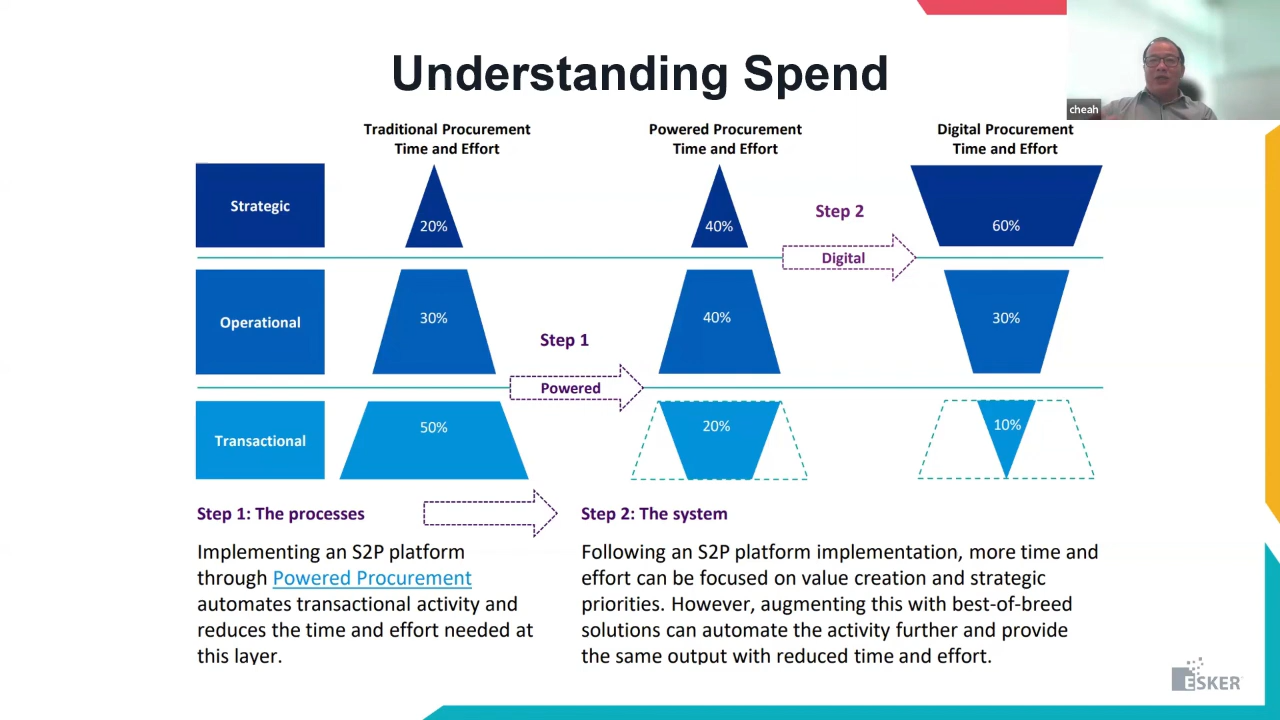 Understanding Spend
cheah
Traditional Procurement
Time and Effort
Powered Procurement
Time and Effort
Digital Procurement
Time and Effort
Strategic
20%
40%
Step 2
60%
Digital
Operational
30%
40%
30%
Step 1
Powered
Transactional
50%
20%
10%
Step 1: The processes
Implementing an S2P platform
through Powered Procurement
automates transactional activity and
reduces the time and effort needed at
this layer.
Step 2: The system
Following an S2P platform implementation, more time and
effort can be focused on value creation and strategic
priorities. However, augmenting this with best-of-breed
solutions can automate the activity further and provide
the same output with reduced time and effort.
ESKER